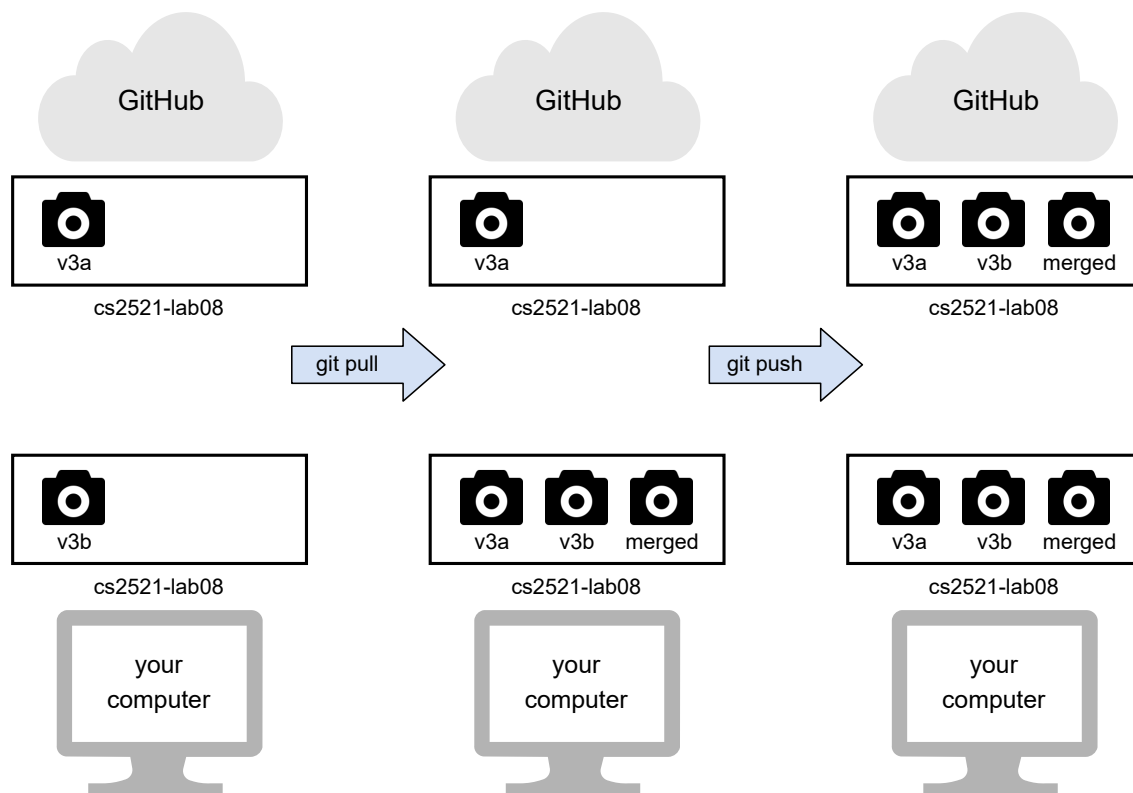 GitHub
GitHub
GitHub
v3a
v3a
v3a v3b merged
cs2521-lab08
cs2521-lab08
cs2521-lab08
git pull
git push
v3b
v3a v3b merged
v3a v3b merged
cs2521-lab08
cs2521-lab08
cs2521-lab08
your
computer
your
computer
your
computer